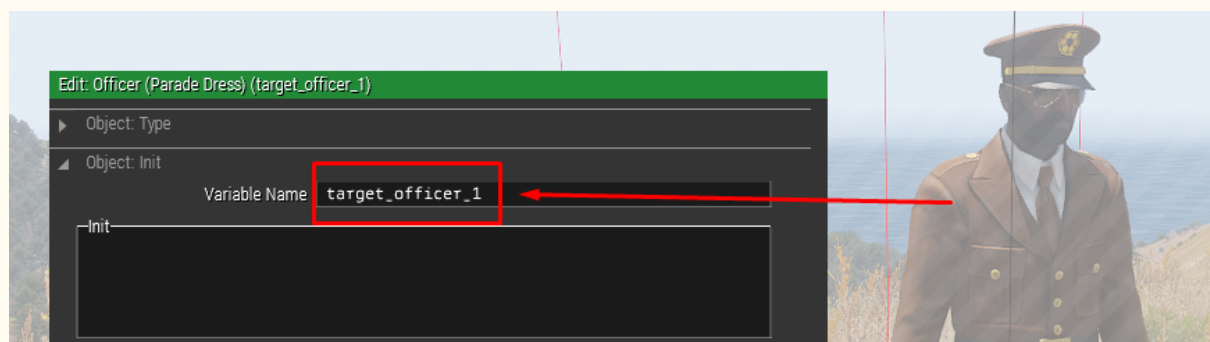 Edit: Officer (Parade Dress) (target_officer_1)
Object: Type
Object: Init
Variable Name target_officer_1
Init